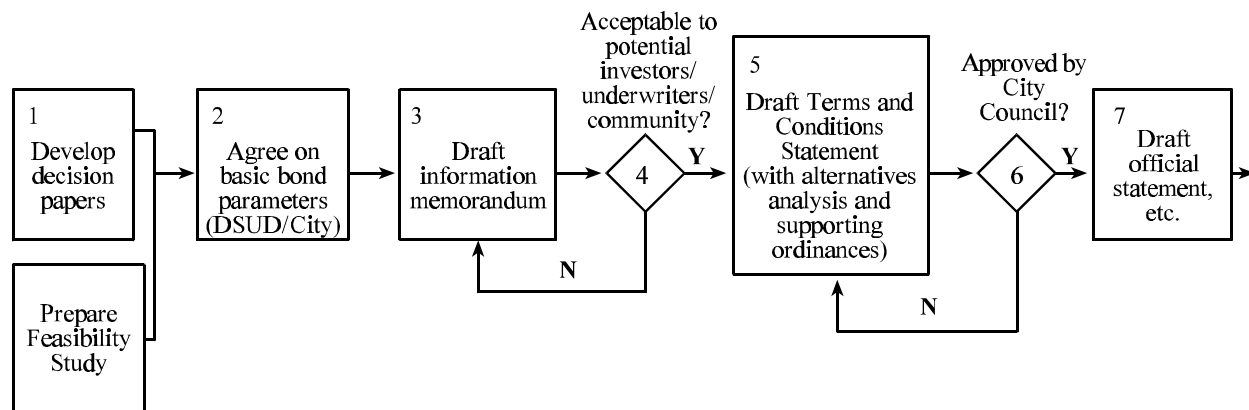 1
Develop
decision
papers
Prepare
Feasibility
Study
2
Agree on
basic bond
parameters
(DSUD/City)
3
Draft
information
memorandum
Acceptable to
potential
investors/
underwriters/
community?
4
Y
N
5
Draft Terms and
Conditions
Statement
(with alternatives
analysis and
supporting
ordinances)
Approved by
City
Council?
6
Y
N
7
Draft
official
statement,
etc.